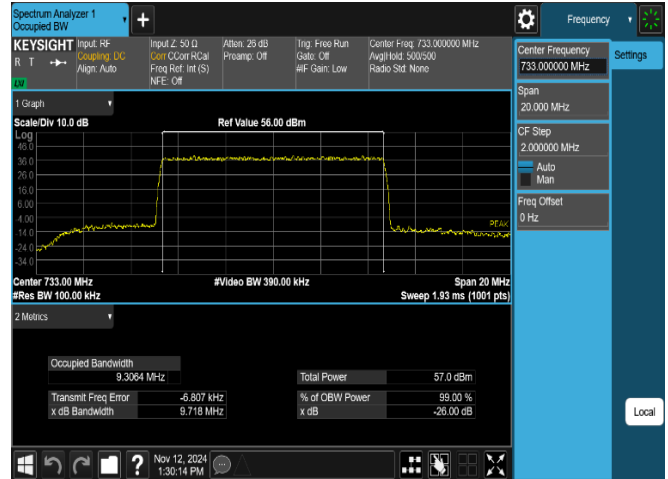 Spectrum Analyzer 1
Occupied BW
+
Frequency
KEYSIGHT
R T
LXI
Input: RF
Coupling: DC
Align: Auto
Input Z: 50 Ω
Corr CCorr RCal
Freq Ref: Int (S)
NFE: Off
Atten: 26 dB
Preamp: Off
Trig: Free Run
Gate: Off
#IF Gain: Low
Center Freq: 733.000000 MHz
Avg|Hold: 500/500
Radio Std: None
Center Frequency
733.000000 MHz
Settings
Span
20.000 MHz
CF Step
2.000000 MHz
Auto
Man
Freq Offset
0 Hz
Local
1 Graph
Scale/Div 10.0 dB
Ref Value 56.00 dBm
Log
46.0
36.0
26.0
16.0
6.00
-4.00
-14.0
-24.0
-34.0
PEAK
Center 733.00 MHz
#Video BW 390.00 kHz
Span 20 MHz
#Res BW 100.00 kHz
Sweep 1.93 ms (1001 pts)
2 Metrics
Occupied Bandwidth
9.3064 MHz
Total Power 57.0 dBm
Transmit Freq Error -6.807 kHz
% of OBW Power 99.00 %
x dB Bandwidth 9.718 MHz
x dB -26.00 dB
?
Nov 12, 2024
1:30:14 PM